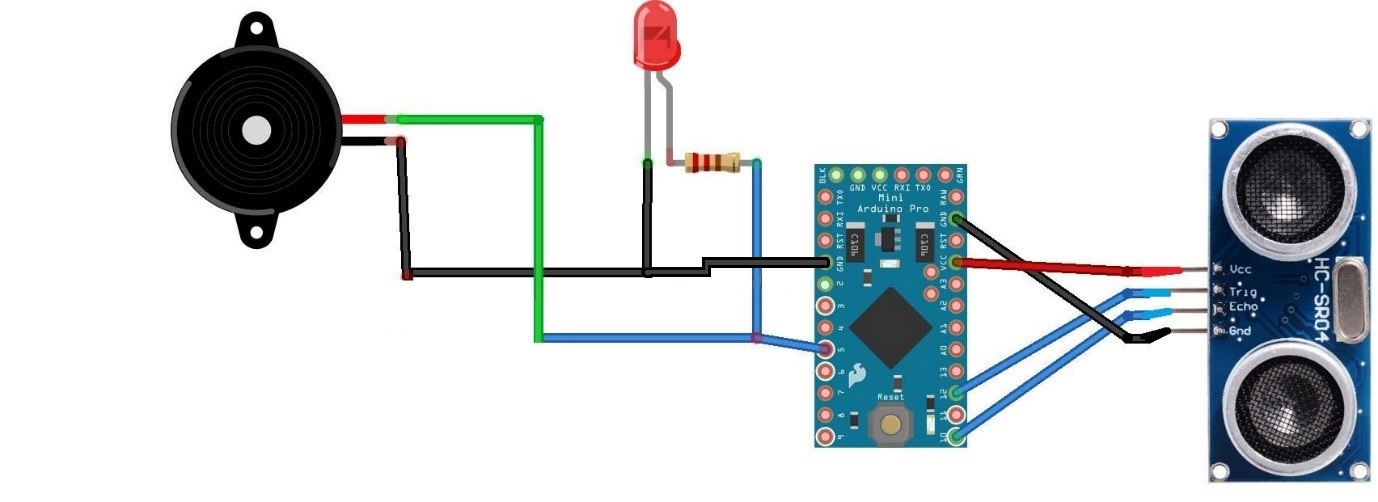 BLK GND VCC RXI TXO GRN
Mini
Arduino Pro
TXO
RXI
RST
GND
2
3
4
5
6
7
8
9
RAW
GND
RST
VCC
A3
A2
A1
A0
13
12
11
10
Reset
Vcc
Trig
Echo
Gnd
HC-SR04